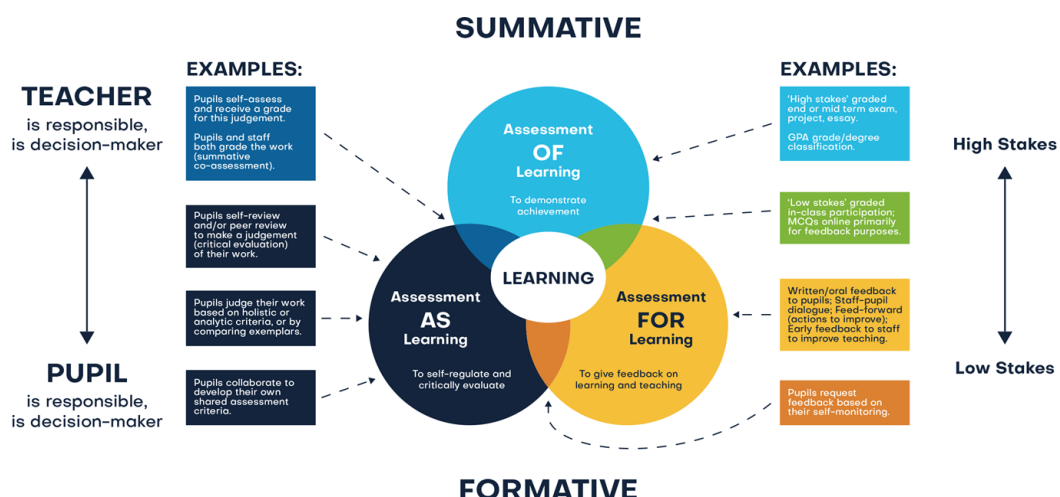 SUMMATIVE
TEACHER
is responsible,
is decision-maker
PUPIL
is responsible,
is decision-maker
EXAMPLES:
Pupils self-assess
and receive a grade
for this judgement.
Pupils and staff
both grade the work
(summative
co-assessment).
Pupils self-review
and/or peer review
to make a judgement
(critical evaluation)
of their work.
Pupils judge their work
based on holistic or
analytic criteria, or by
comparing exemplars.
Pupils collaborate to
develop their own
shared assessment
criteria.
Assessment
OF
Learning
To demonstrate
achievement
LEARNING
Assessment
AS
Learning
To self-regulate and
critically evaluate
Assessment
FOR
Learning
To give feedback on
learning and teaching
EXAMPLES:
‘High stakes’ graded
end or mid term exam,
project, essay.
GPA grade/degree
classification.
‘Low stakes’ graded
in-class participation;
MCQs online primarily
for feedback purposes.
Written/oral feedback
to pupils; Staff-pupil
dialogue; Feed-forward
(actions to improve);
Early feedback to staff
to improve teaching.
Pupils request
feedback based on
their self-monitoring.
High Stakes
Low Stakes
FORMATIVE